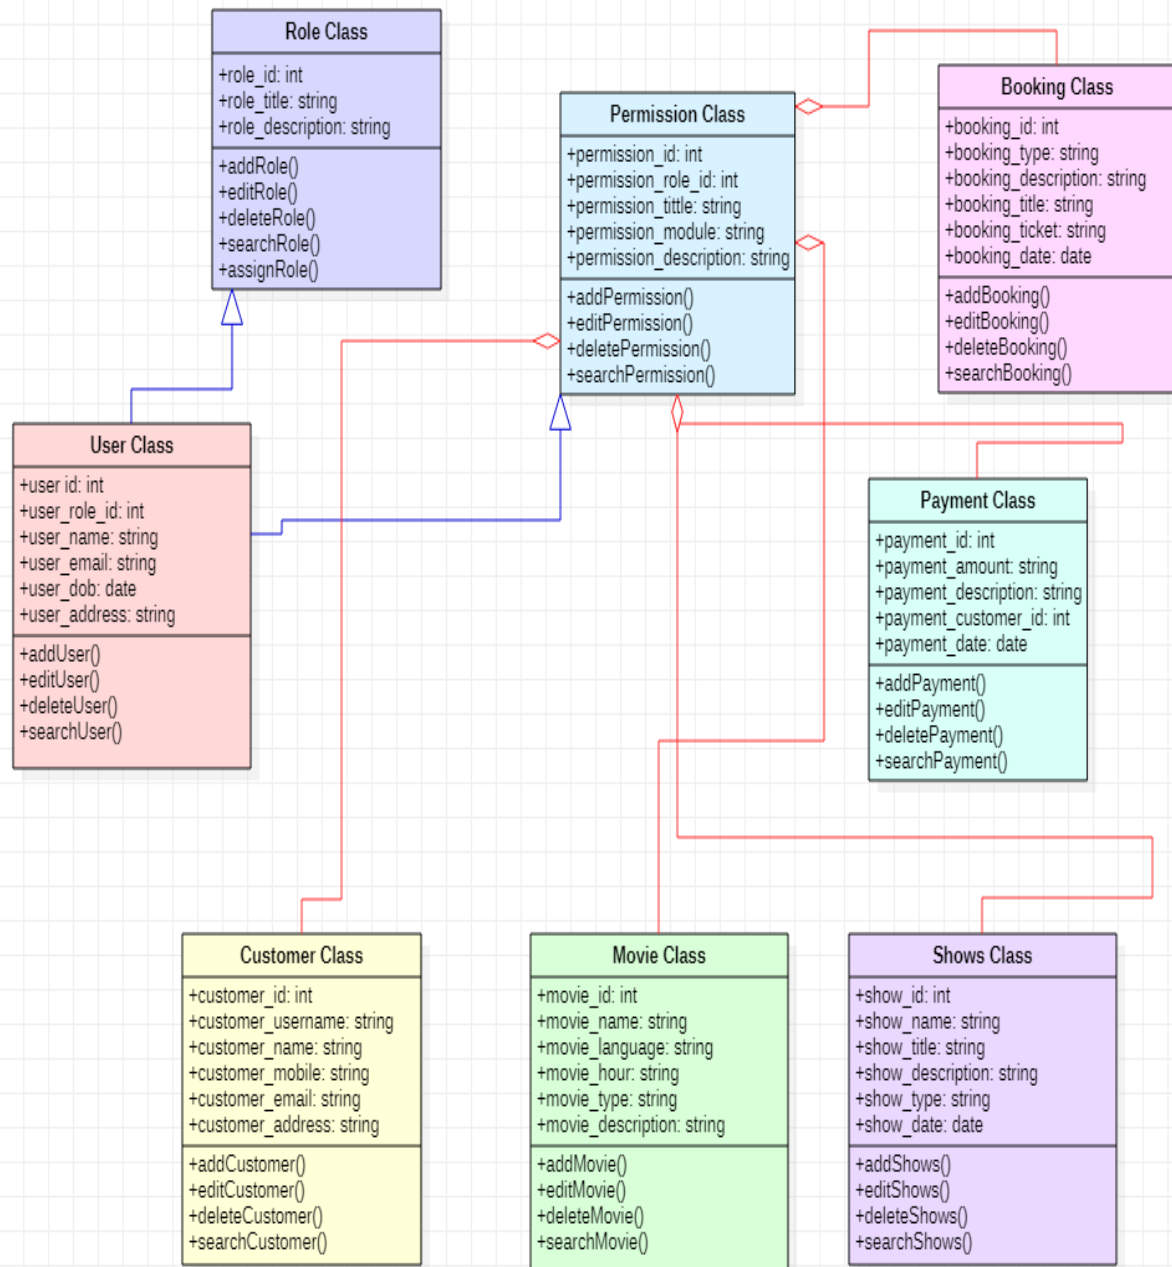 Role Class
+role_id: int
+role_title: string
+role_description: string
+addRole()
+editRole()
+deleteRole()
+searchRole()
+assignRole()
Permission Class
+permission_id: int
+permission_role_id: int
+permission_tittle: string
+permission_module: string
+permission_description: string
+addPermission()
+editPermission()
+deletePermission()
+searchPermission()
Booking Class
+booking_id: int
+booking_type: string
+booking_description: string
+booking_title: string
+booking_ticket: string
+booking_date: date
+addBooking()
+editBooking()
+deleteBooking()
+searchBooking()
User Class
+user id: int
+user_role_id: int
+user_name: string
+user_email: string
+user_dob: date
+user_address: string
+addUser()
+editUser()
+deleteUser()
+searchUser()
Payment Class
+payment_id: int
+payment_amount: string
+payment_description: string
+payment_customer_id: int
+payment_date: date
+addPayment()
+editPayment()
+deletePayment()
+searchPayment()
Customer Class
+customer_id: int
+customer_username: string
+customer_name: string
+customer_mobile: string
+customer_email: string
+customer_address: string
+addCustomer()
+editCustomer()
+deleteCustomer()
+searchCustomer()
Movie Class
+movie_id: int
+movie_name: string
+movie_language: string
+movie_hour: string
+movie_type: string
+movie_description: string
+addMovie()
+editMovie()
+deleteMovie()
+searchMovie()
Shows Class
+show_id: int
+show_name: string
+show_title: string
+show_description: string
+show_type: string
+show_date: date
+addShows()
+editShows()
+deleteShows()
+searchShows()